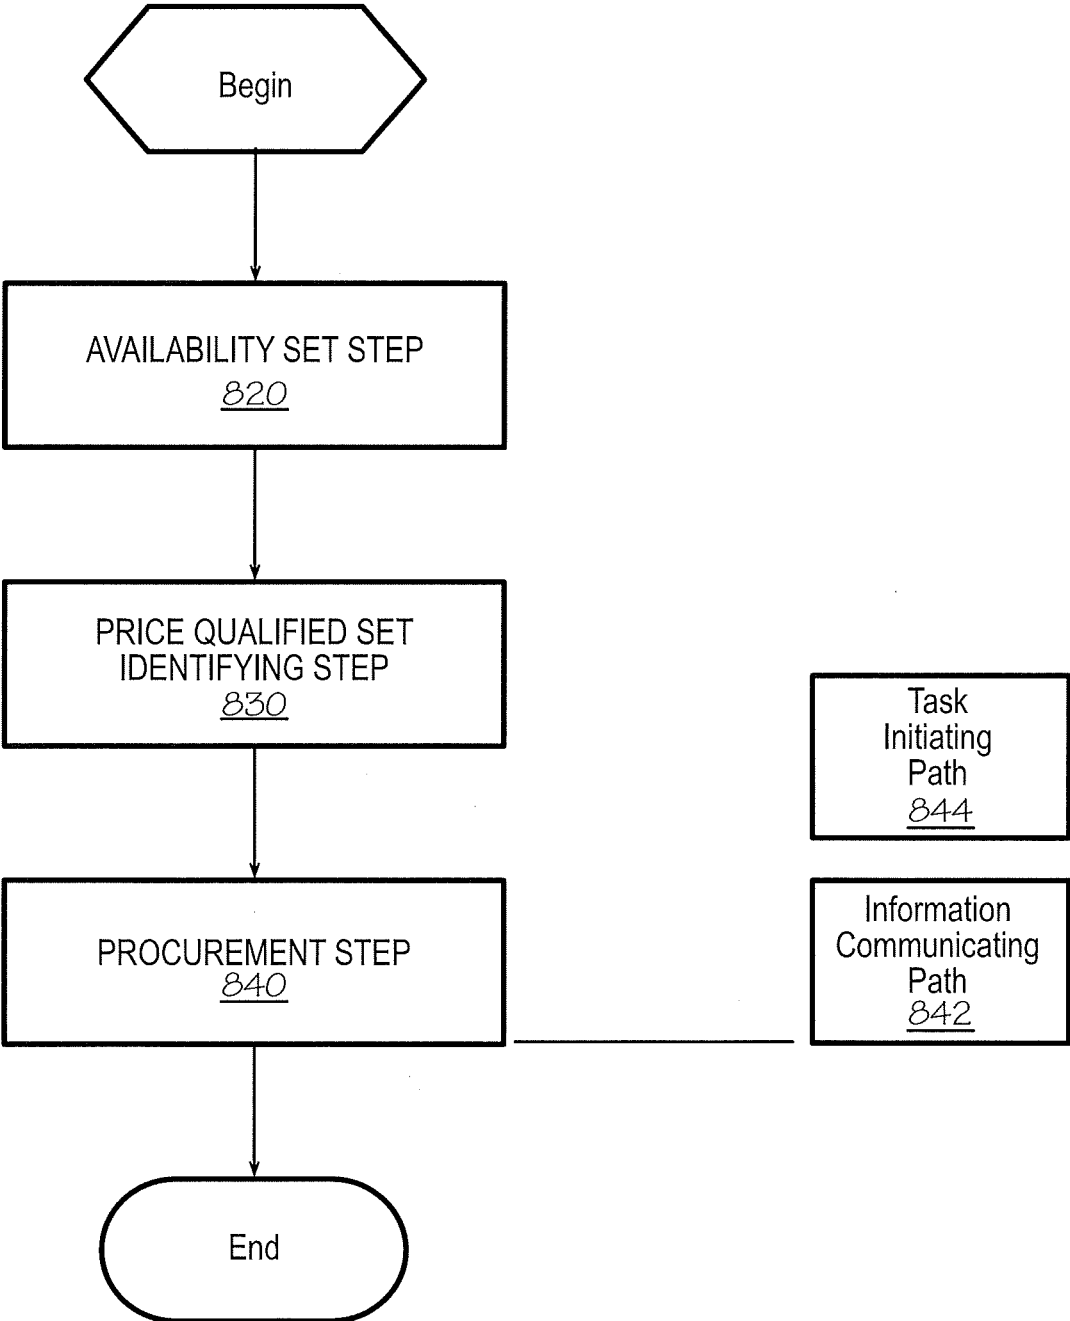 Begin
AVAILABILITY SET STEP
820
PRICE QUALIFIED SET
IDENTIFYING STEP
830
Task
Initiating
Path
844
PROCUREMENT STEP
840
Information
Communicating
Path
842
End